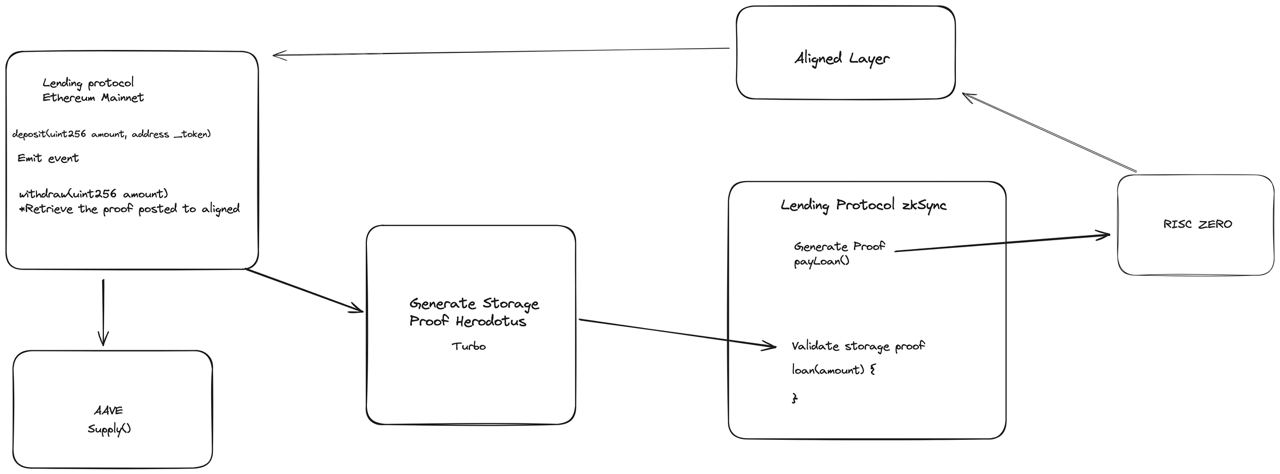 Lending protocol
Ethereum Mainnet
deposit(uint256 amount, address _token)
Emit event
withdraw(uint256 amount)
*Retrieve the proof posted to aligned
AAVE
Supply()
Generate Storage
Proof Herodotus
Turbo
Aligned Layer
Lending Protocol zkSync
Generate Proof
payLoan()
Validate storage proof
loan(amount) {
}
RISC ZERO